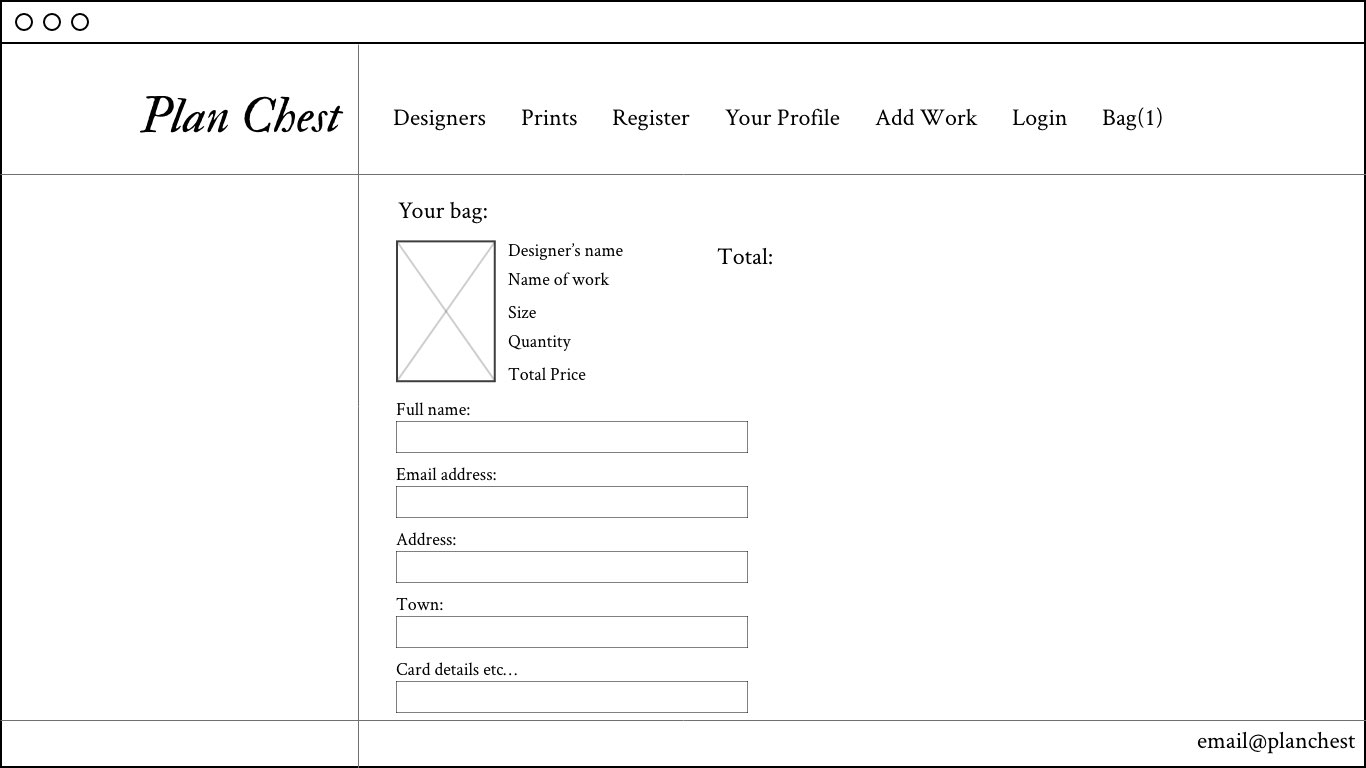 Plan Chest
Designers Prints Register Your Profile Add Work Login Bag(1)
Your bag:
Designer’s name
Name of work
Size
Quantity
Total Price
Total:
Full name:
Email address:
Address:
Town:
Card details etc…
email@planchest